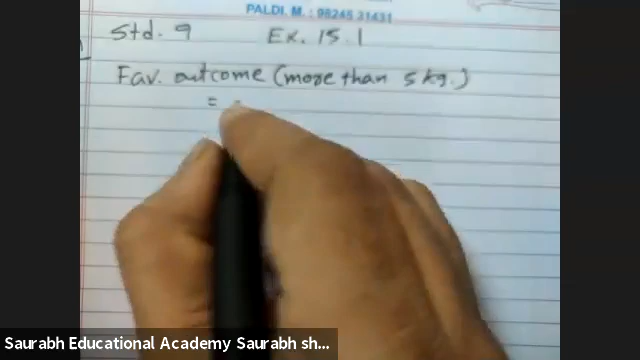 PALDI. M. : 98245 31431
Std. 9 Ex. 15.1
Fav. outcome (more than 5 kg.)
=
Saurabh Educational Academy Saurabh sh...